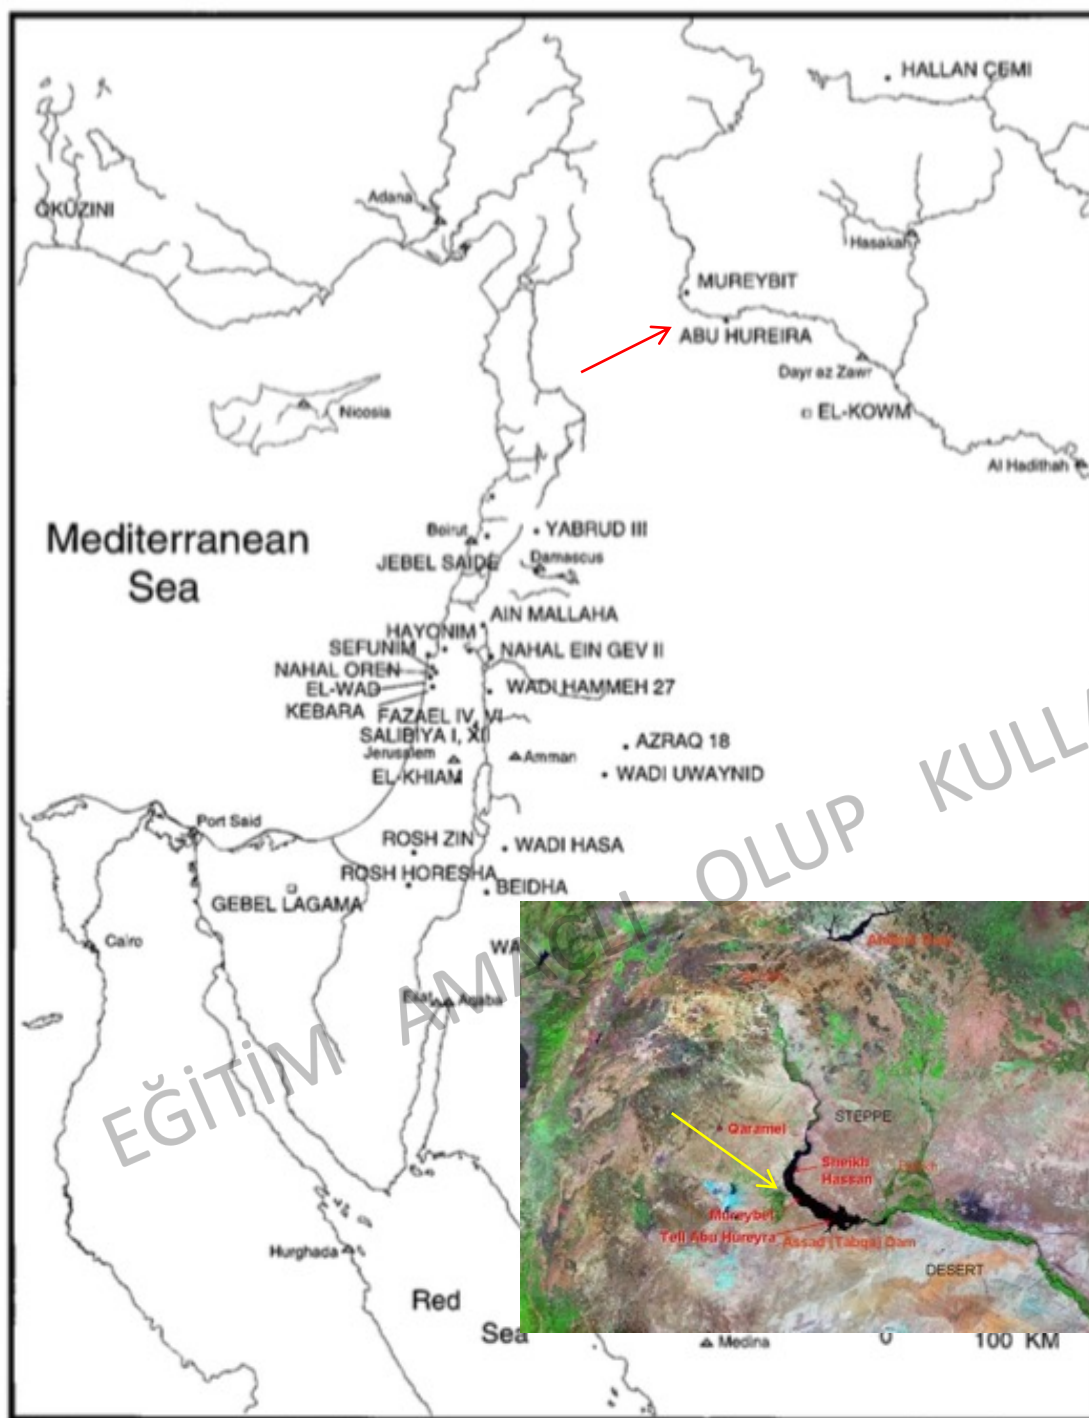 HALLAN ÇEMI
Adana
ÖKÜZINI
Hasakah
MUREYBIT
ABU HUREIRA
Dayr az Zawr
EL-KOWM
Nicosia
Al Hadithah
Mediterranean
Sea
Beirut
YABRUD III
JEBEL SAIDE
Damascus
AIN MALLAHA
HAYONIM
SEFUNIM
NAHAL EIN GEV II
NAHAL OREN
EL-WAD
WADI HAMMEH 27
KEBARA
FAZAEL IV, VI
SALIBIYA I, XII
AZRAQ 18
Jerusalem
Amman
EL-KHIAM
WADI UWAYNID
Port Said
ROSH ZIN
WADI HASA
ROSH HORESHA
BEIDHA
GEBEL LAGAMA
Cairo
WA
Eilat
Aqaba
EĞİTİM AMAÇLI OLUP KULLA
STEPPE
Qaramel
Sheikh
Hassan
Mureybet
Tell Abu Hureyra
Assad (Tabqa) Dam
DESERT
Hurghada
Red
Sea
Medina
0 100 KM